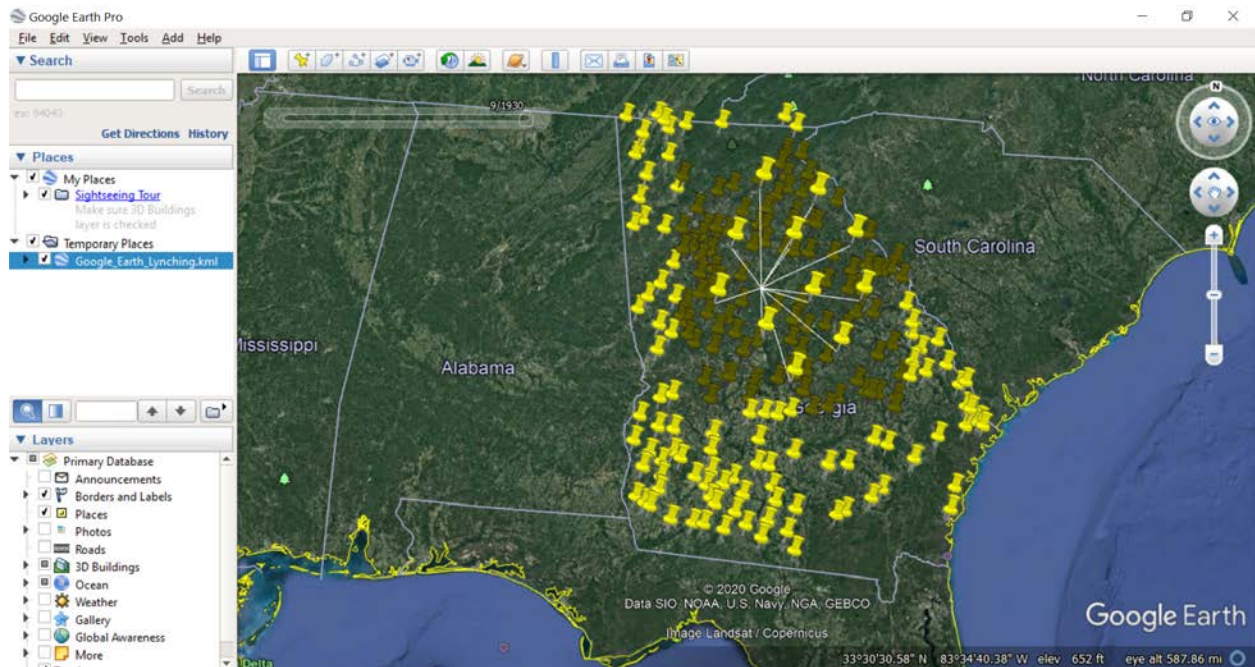 Google Earth Pro
File Edit View Tools Add Help
Search
Search
ex: 94043
Get Directions History
Places
My Places
Sightseeing Tour
Make sure 3D Buildings
layer is checked
Temporary Places
Google_Earth_Lynching.kml
Layers
Primary Database
Announcements
Borders and Labels
Places
Photos
Roads
3D Buildings
Ocean
Weather
Gallery
Global Awareness
More
9/1930
North Carolina
N
South Carolina
Mississippi
Alabama
Georgia
© 2020 Google
Data SIO, NOAA, U.S. Navy, NGA, GEBCO
Image Landsat / Copernicus
Google Earth
Delta
33°30'30.58" N 83°34'40.38" W elev 652 ft eye alt 587.86 mi